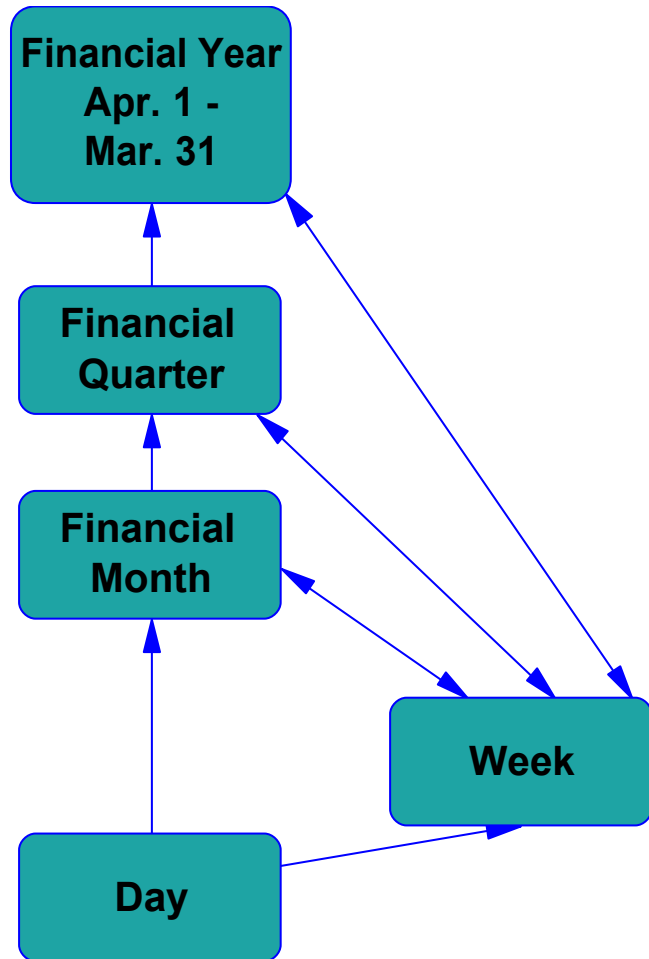 Financial Year
Apr. 1 -
Mar. 31
Financial
Quarter
Financial
Month
Week
Day